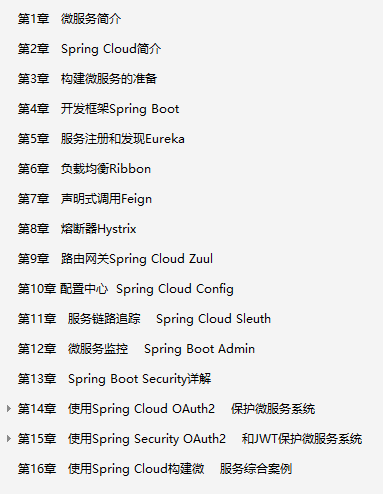 第1章 微服务简介
第2章 Spring Cloud简介
第3章 构建微服务的准备
第4章 开发框架Spring Boot
第5章 服务注册和发现Eureka
第6章 负载均衡Ribbon
第7章 声明式调用Feign
第8章 熔断器Hystrix
第9章 路由网关Spring Cloud Zuul
第10章 配置中心 Spring Cloud Config
第11章 服务链路追踪 Spring Cloud Sleuth
第12章 微服务监控 Spring Boot Admin
第13章 Spring Boot Security详解
第14章 使用Spring Cloud OAuth2 保护微服务系统
第15章 使用Spring Security OAuth2 和JWT保护微服务系统
第16章 使用Spring Cloud构建微 服务综合案例